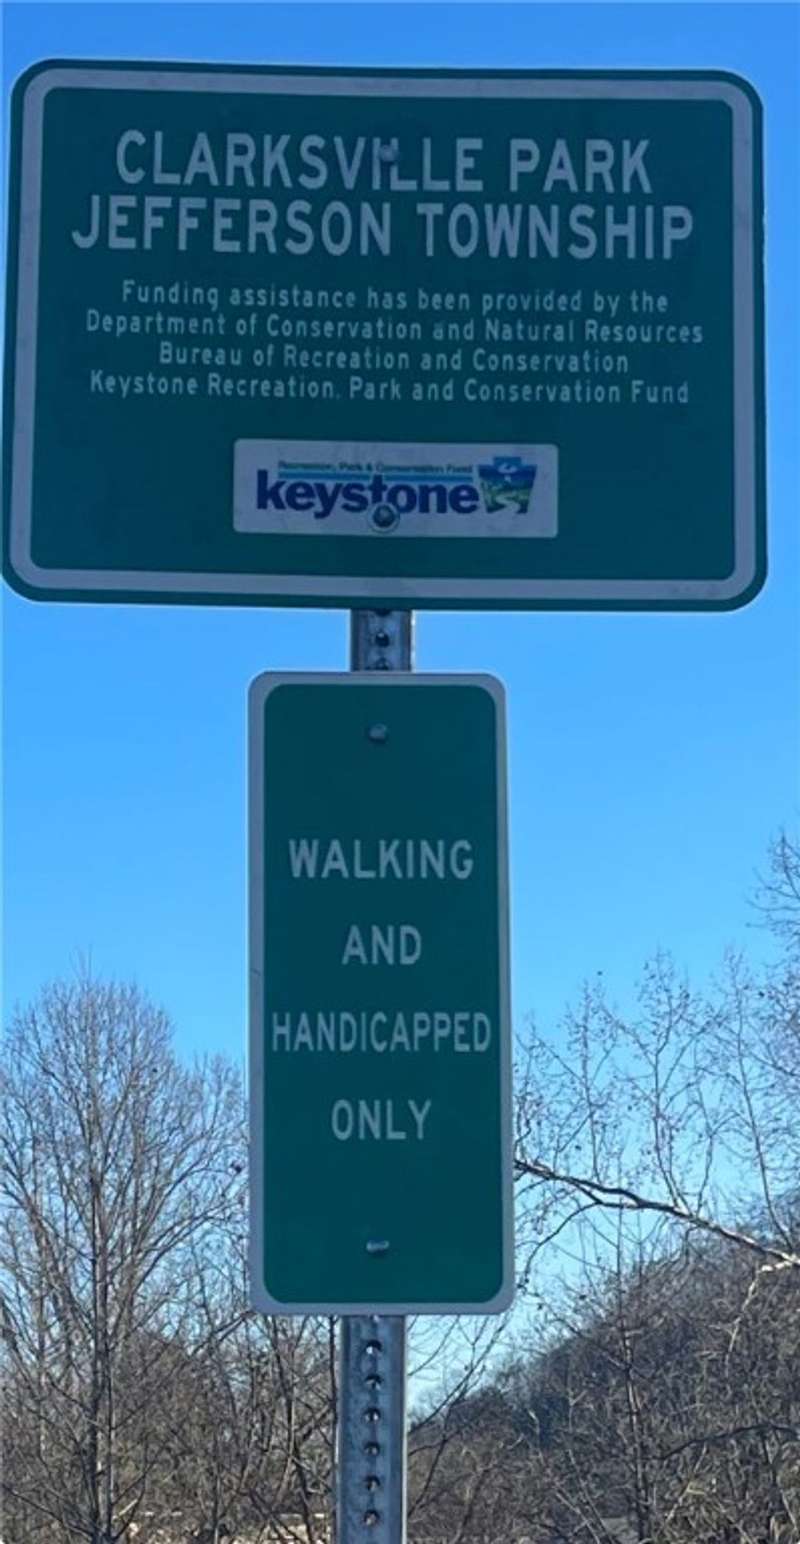 CLARKSVILLE PARK
JEFFERSON TOWNSHIP
Funding assistance has been provided by the
Department of Conservation and Natural Resources
Bureau of Recreation and Conservation
Keystone Recreation, Park and Conservation Fund
Recreation, Park & Conservation Fund
keystone
WALKING
AND
HANDICAPPED
ONLY